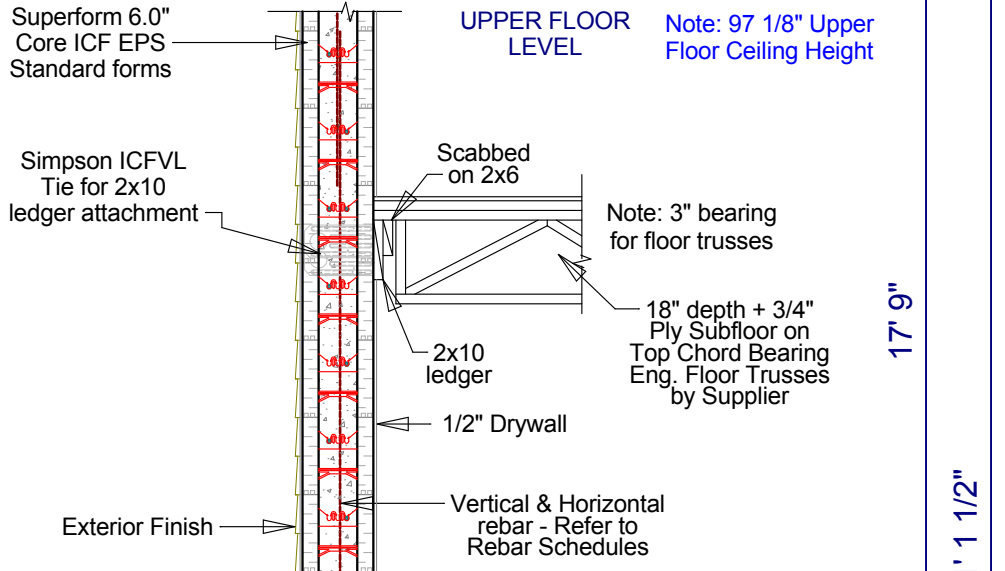 Superform 6.0"
Core ICF EPS
Standard forms
UPPER FLOOR
LEVEL
Note: 97 1/8" Upper
Floor Ceiling Height
Simpson ICFVL
Tie for 2x10
ledger attachment
Scabbed
on 2x6
Note: 3" bearing
for floor trusses
18" depth + 3/4"
Ply Subfloor on
Top Chord Bearing
Eng. Floor Trusses
by Supplier
2x10
ledger
1/2" Drywall
Vertical & Horizontal
rebar - Refer to
Rebar Schedules
Exterior Finish
17' 9"
1 1/2"